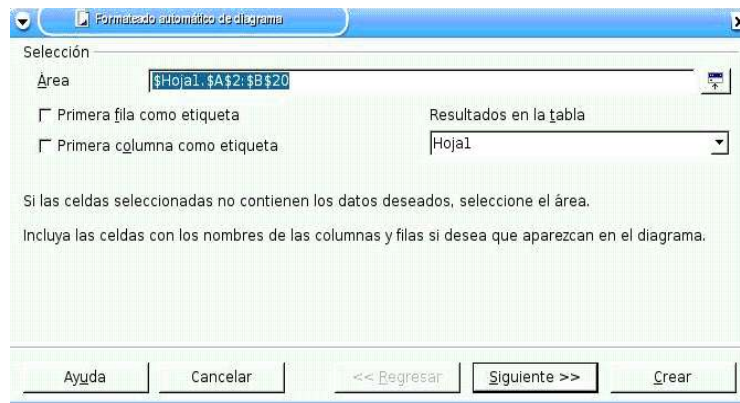 Formateado automático de diagrama
Selección
Área $Hoja1.$A$2:$B$20
Primera fila como etiqueta
Resultados en la tabla
Primera columna como etiqueta
Hoja1
Si las celdas seleccionadas no contienen los datos deseados, seleccione el área.
Incluya las celdas con los nombres de las columnas y filas si desea que aparezcan en el diagrama.
Ayuda Cancelar << Regresar Siguiente >> Crear